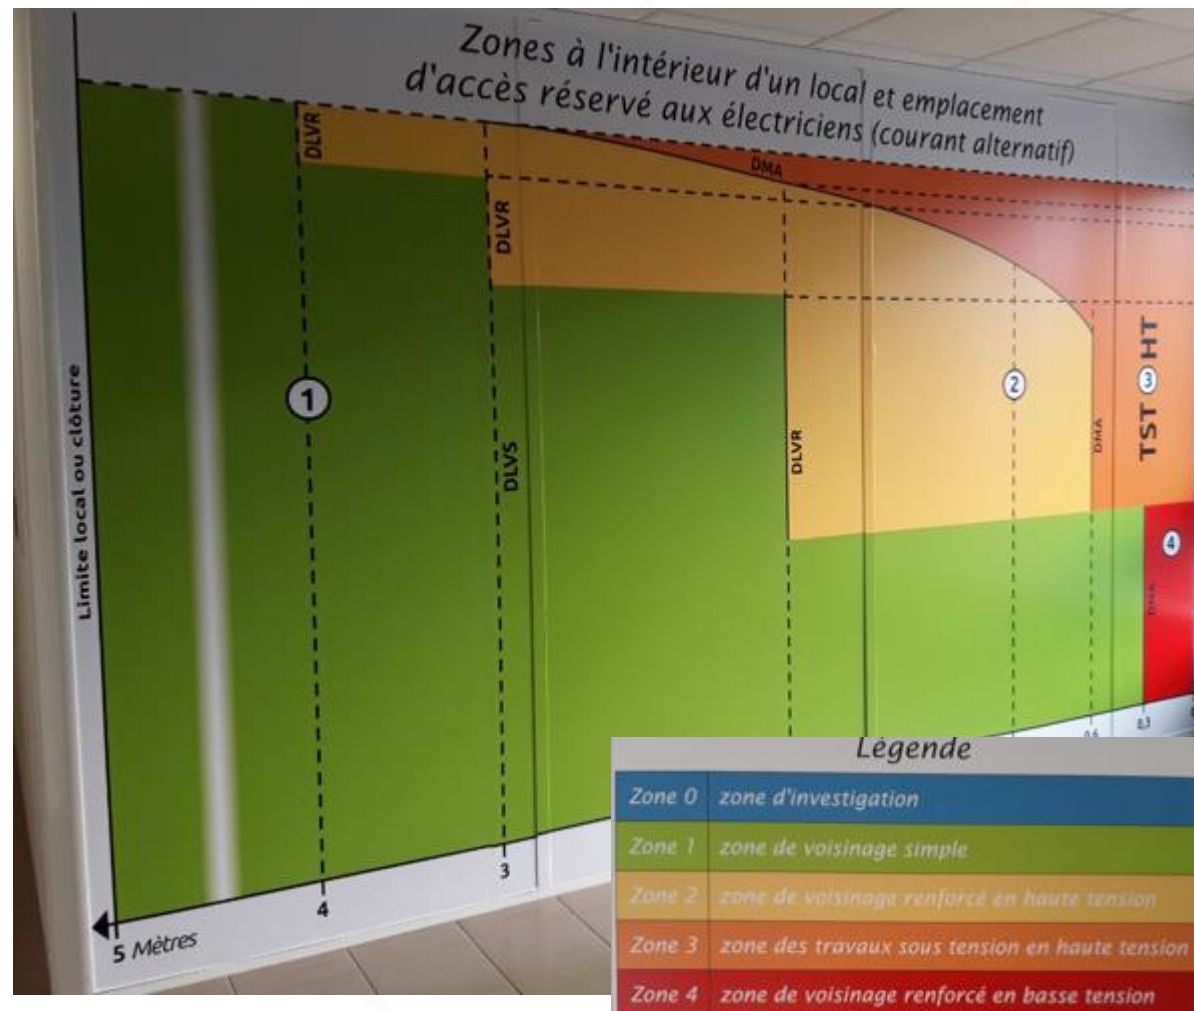 Zones à l'intérieur d'un local et emplacement
d'accès réservé aux électriciens (courant alternatif)
DLVR
DMA
DLVR
1
2
TST 3 HT
Limite local ou clôture
DLVS
DLVR
DMA
4
DMA
0,6
0,3
3
4
5 Mètres
Légende
Zone 0 zone d'investigation
Zone 1 zone de voisinage simple
Zone 2 zone de voisinage renforcé en haute tension
Zone 3 zone des travaux sous tension en haute tension
Zone 4 zone de voisinage renforcé en basse tension